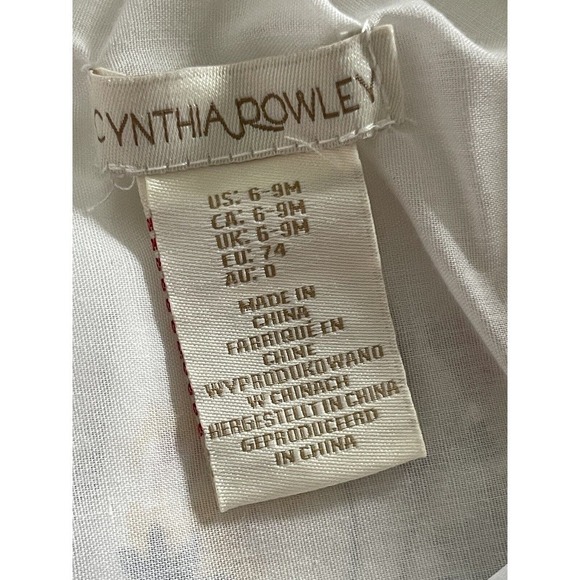 CYNTHIA ROWLEY
US: 6-9M
CA: 6-9M
UK: 6-9M
EU: 74
AU: 0
MADE IN
CHINA
FABRIQUÉ EN
CHINE
WYPRODUKOWANO
W CHINACH
HERGESTELLT IN CHINA
GEPRODUCEERD
IN CHINA